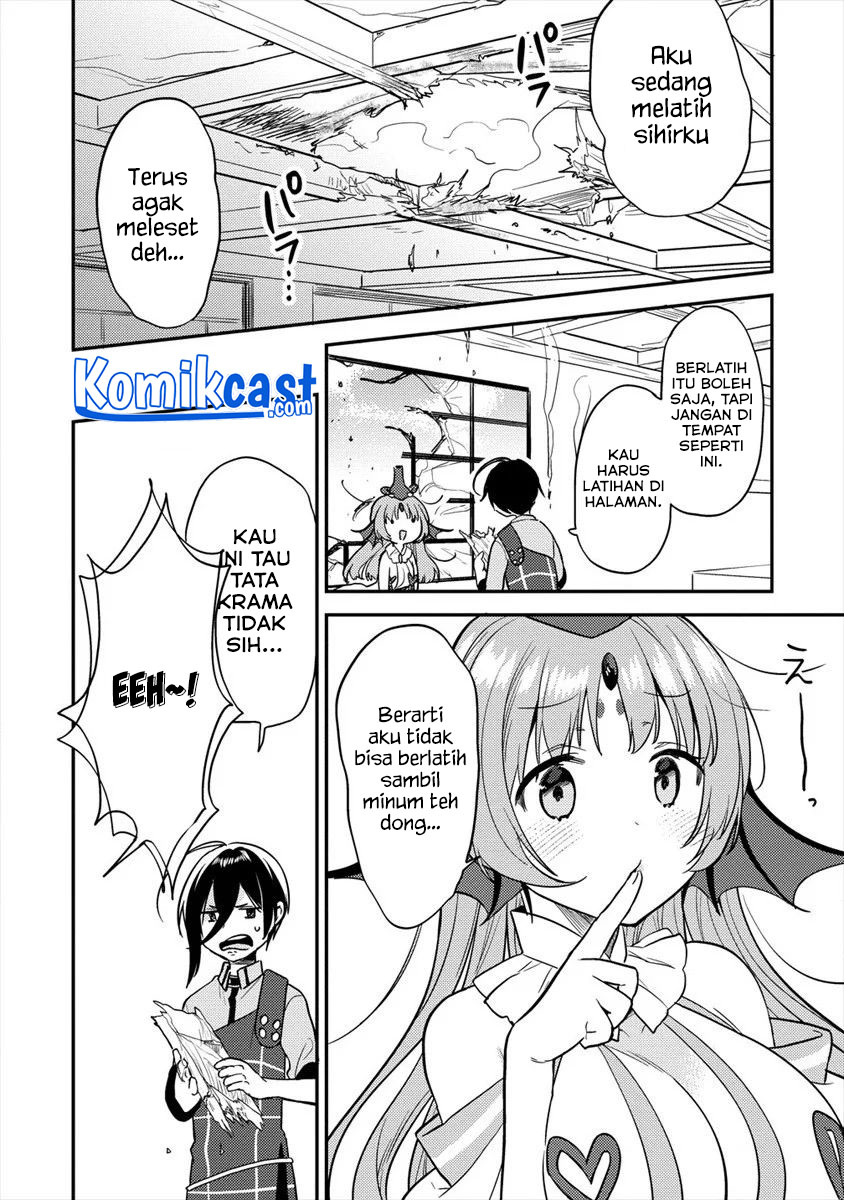 Aku
sedang
melatih
sihirku
パラ
Terus
agak
meleset
deh...
パラ...
BERLATIH
ITU BOLEH
SAJA, TAPI
JANGAN DI
TEMPAT
SEPERTI
INI.
KAU
HARUS
LATIHAN DI
HALAMAN.
Komikcast
.com
えー
Berarti
aku tidak
bisa berlatih
sambil
minum teh
dong...
KAU
INI TAU
TATA
KRAMA
TIDAK
SIH...
EEH~!